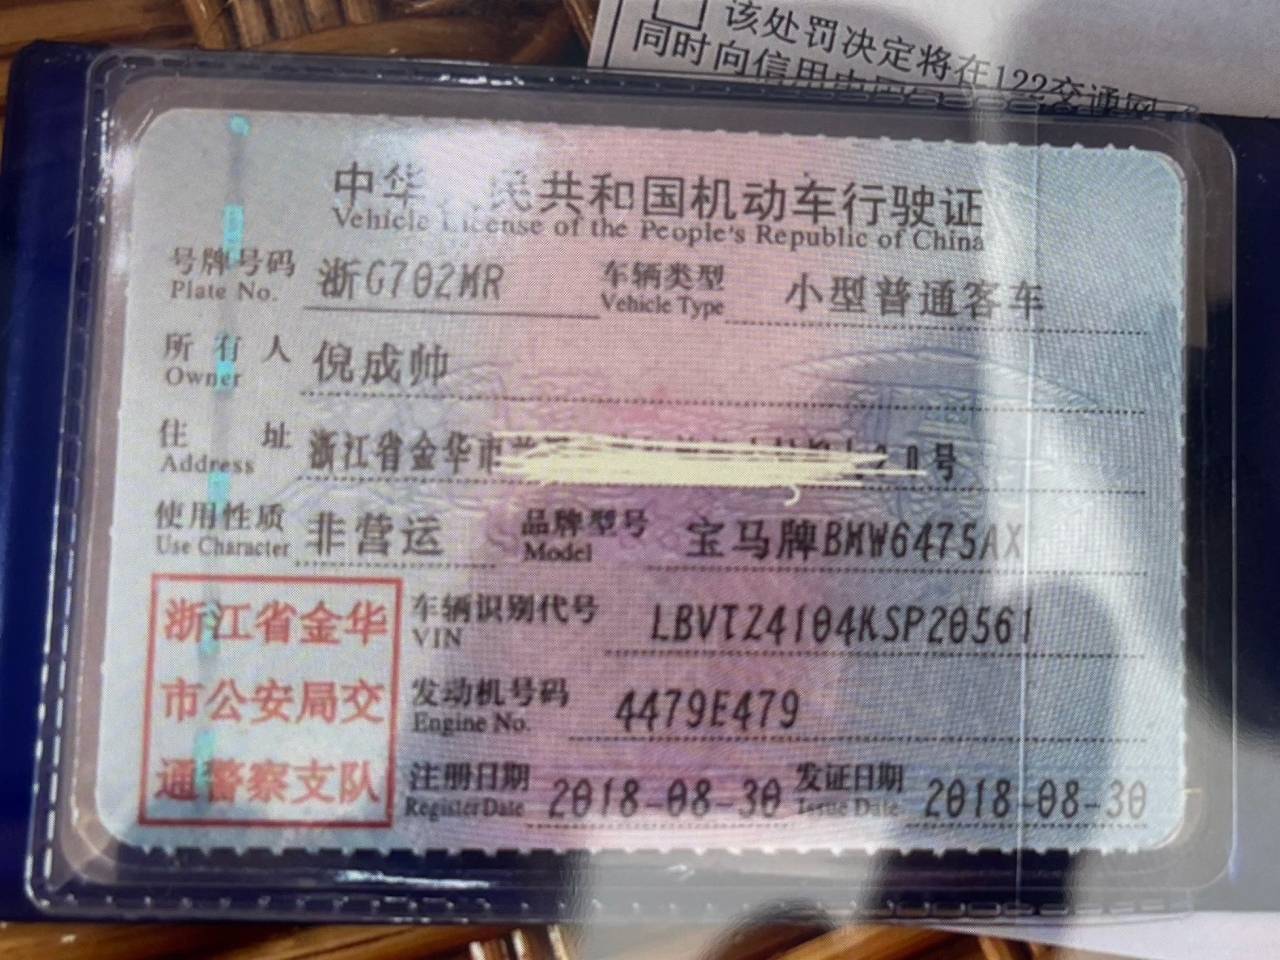 该处罚决定将在122交通网
同时向信用中国
中华 民共和国机动车行驶证
Vehicle License of the People's Republic of China
号牌号码 浙G702MR 车辆类型 小型普通客车
Plate No. Vehicle Type
所有人 倪成帅
Owner
住址 浙江省金华市 20号
Address
使用性质 非营运 品牌型号 宝马牌BMW6475AX
Use Character Model
浙江省金华
市公安局交
通警察支队
车辆识别代号 LBVTZ4104KSP20561
VIN
发动机号码 4479E479
Engine No.
注册日期 2018-08-30 发证日期 2018-08-30
Register Date Issue Date